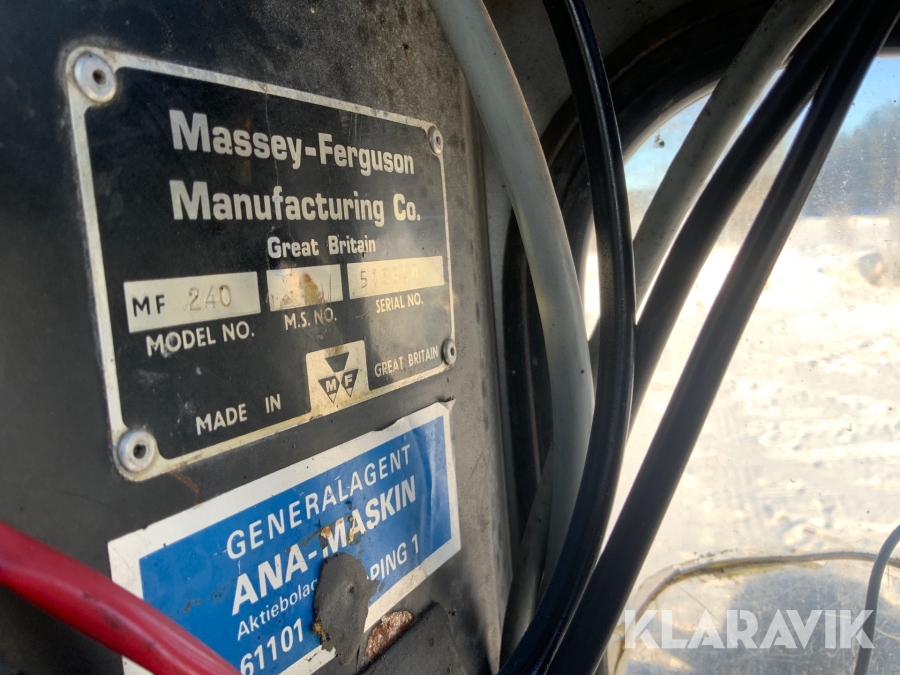 Massey-Ferguson
Manufacturing Co.
Great Britain
MF 240
MODEL NO. M.S. NO. SERIAL NO.
MADE IN MF GREAT BRITAIN
GENERALAGENT
ANA-MASKIN
PING 1
61101
KLARAVIK